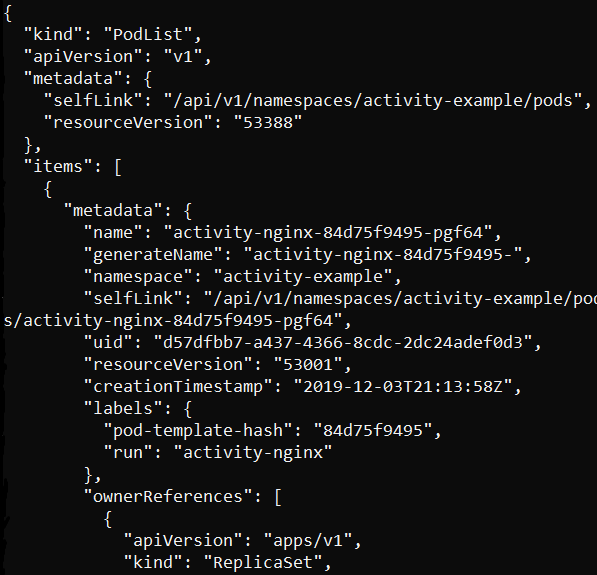 {
  "kind": "PodList",
  "apiVersion": "v1",
  "metadata": {
    "selfLink": "/api/v1/namespaces/activity-example/pods",
    "resourceVersion": "53388"
  },
  "items": [
    {
      "metadata": {
        "name": "activity-nginx-84d75f9495-pgf64",
        "generateName": "activity-nginx-84d75f9495-",
        "namespace": "activity-example",
        "selfLink": "/api/v1/namespaces/activity-example/pod
s/activity-nginx-84d75f9495-pgf64",
        "uid": "d57dfbb7-a437-4366-8cdc-2dc24adef0d3",
        "resourceVersion": "53001",
        "creationTimestamp": "2019-12-03T21:13:58Z",
        "labels": {
          "pod-template-hash": "84d75f9495",
          "run": "activity-nginx"
        },
        "ownerReferences": [
          {
            "apiVersion": "apps/v1",
            "kind": "ReplicaSet",